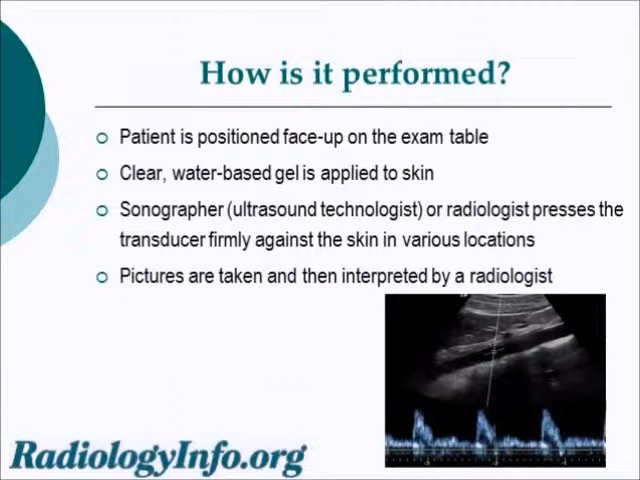 How is it performed?
Patient is positioned face-up on the exam table
Clear, water-based gel is applied to skin
Sonographer (ultrasound technologist) or radiologist presses the
transducer firmly against the skin in various locations
Pictures are taken and then interpreted by a radiologist
RadiologyInfo.org